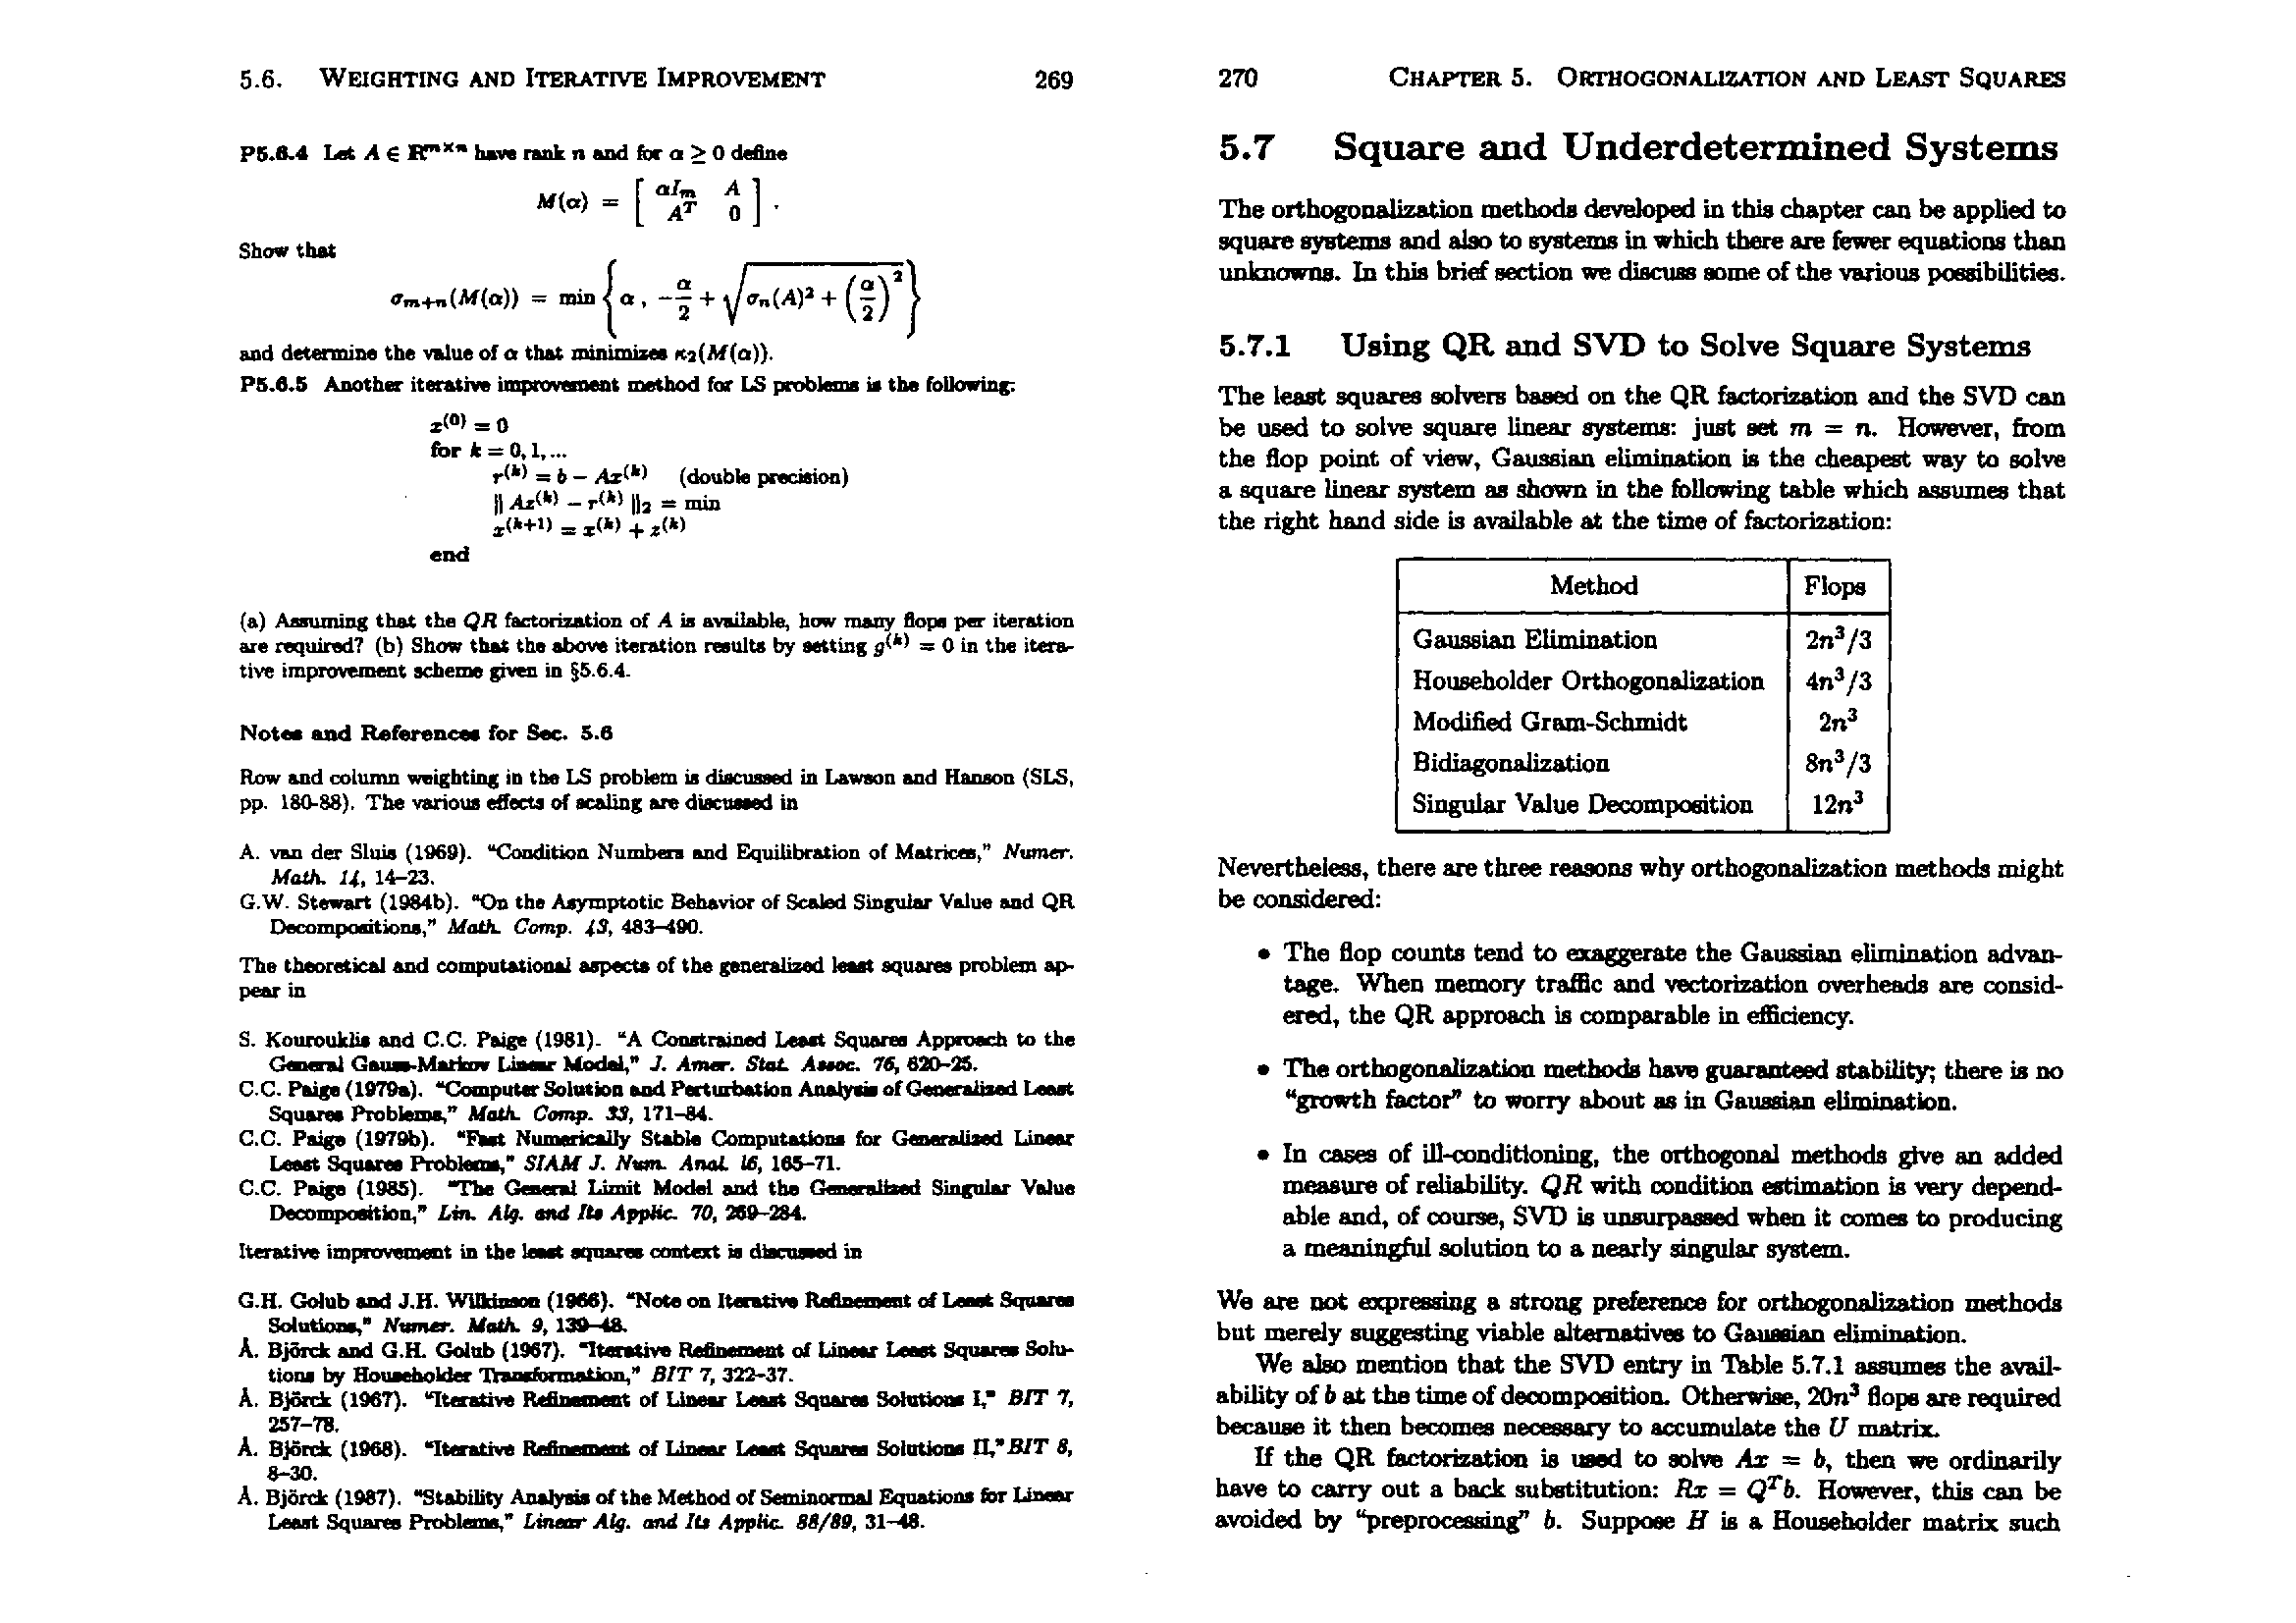 5.6. WEIGHTING AND ITERATIVE IMPROVEMENT 269
P5.6.4 Let A ∈ ℝ^{m×n} have rank n and for α ≥ 0 define
M(α) = [ αI_m A ; A^T 0 ] .
Show that
σ_{m+n}(M(α)) = min { α , −α/2 + √(σ_n(A)² + (α/2)²) }
and determine the value of α that minimizes κ₂(M(α)).
P5.6.5 Another iterative improvement method for LS problems is the following:
x^{(0)} = 0
for k = 0, 1, ...
r^{(k)} = b − Ax^{(k)} (double precision)
‖ Az^{(k)} − r^{(k)} ‖₂ = min
x^{(k+1)} = x^{(k)} + z^{(k)}
end
(a) Assuming that the QR factorization of A is available, how many flops per iteration
are required? (b) Show that the above iteration results by setting g^{(k)} = 0 in the itera-
tive improvement scheme given in §5.6.4.
Notes and References for Sec. 5.6
Row and column weighting in the LS problem is discussed in Lawson and Hanson (SLS,
pp. 180-88). The various effects of scaling are discussed in
A. van der Sluis (1969). "Condition Numbers and Equilibration of Matrices," Numer.
Math. 14, 14–23.
G.W. Stewart (1984b). "On the Asymptotic Behavior of Scaled Singular Value and QR
Decompositions," Math. Comp. 43, 483–490.
The theoretical and computational aspects of the generalized least squares problem ap-
pear in
S. Kourouklis and C.C. Paige (1981). "A Constrained Least Squares Approach to the
General Gauss-Markov Linear Model," J. Amer. Stat. Assoc. 76, 620–25.
C.C. Paige (1979a). "Computer Solution and Perturbation Analysis of Generalized Least
Squares Problems," Math. Comp. 33, 171–84.
C.C. Paige (1979b). "Fast Numerically Stable Computations for Generalized Linear
Least Squares Problems," SIAM J. Num. Anal. 16, 165–71.
C.C. Paige (1985). "The General Limit Model and the Generalized Singular Value
Decomposition," Lin. Alg. and Its Applic. 70, 269–284.
Iterative improvement in the least squares context is discussed in
G.H. Golub and J.H. Wilkinson (1966). "Note on Iterative Refinement of Least Squares
Solutions," Numer. Math. 9, 139–48.
Å. Björck and G.H. Golub (1967). "Iterative Refinement of Linear Least Squares Solu-
tions by Householder Transformation," BIT 7, 322–37.
Å. Björck (1967). "Iterative Refinement of Linear Least Squares Solutions I," BIT 7,
257–78.
Å. Björck (1968). "Iterative Refinement of Linear Least Squares Solutions II," BIT 8,
8–30.
Å. Björck (1987). "Stability Analysis of the Method of Seminormal Equations for Linear
Least Squares Problems," Linear Alg. and Its Applic. 88/89, 31–48.
270 CHAPTER 5. ORTHOGONALIZATION AND LEAST SQUARES
5.7 Square and Underdetermined Systems
The orthogonalization methods developed in this chapter can be applied to
square systems and also to systems in which there are fewer equations than
unknowns. In this brief section we discuss some of the various possibilities.
5.7.1 Using QR and SVD to Solve Square Systems
The least squares solvers based on the QR factorization and the SVD can
be used to solve square linear systems: just set m = n. However, from
the flop point of view, Gaussian elimination is the cheapest way to solve
a square linear system as shown in the following table which assumes that
the right hand side is available at the time of factorization:
Method Flops
Gaussian Elimination 2n³/3
Householder Orthogonalization 4n³/3
Modified Gram-Schmidt 2n³
Bidiagonalization 8n³/3
Singular Value Decomposition 12n³
Nevertheless, there are three reasons why orthogonalization methods might
be considered:
• The flop counts tend to exaggerate the Gaussian elimination advan-
tage. When memory traffic and vectorization overheads are consid-
ered, the QR approach is comparable in efficiency.
• The orthogonalization methods have guaranteed stability; there is no
"growth factor" to worry about as in Gaussian elimination.
• In cases of ill-conditioning, the orthogonal methods give an added
measure of reliability. QR with condition estimation is very depend-
able and, of course, SVD is unsurpassed when it comes to producing
a meaningful solution to a nearly singular system.
We are not expressing a strong preference for orthogonalization methods
but merely suggesting viable alternatives to Gaussian elimination.
We also mention that the SVD entry in Table 5.7.1 assumes the avail-
ability of b at the time of decomposition. Otherwise, 20n³ flops are required
because it then becomes necessary to accumulate the U matrix.
If the QR factorization is used to solve Ax = b, then we ordinarily
have to carry out a back substitution: Rx = Q^T b. However, this can be
avoided by "preprocessing" b. Suppose H is a Householder matrix such